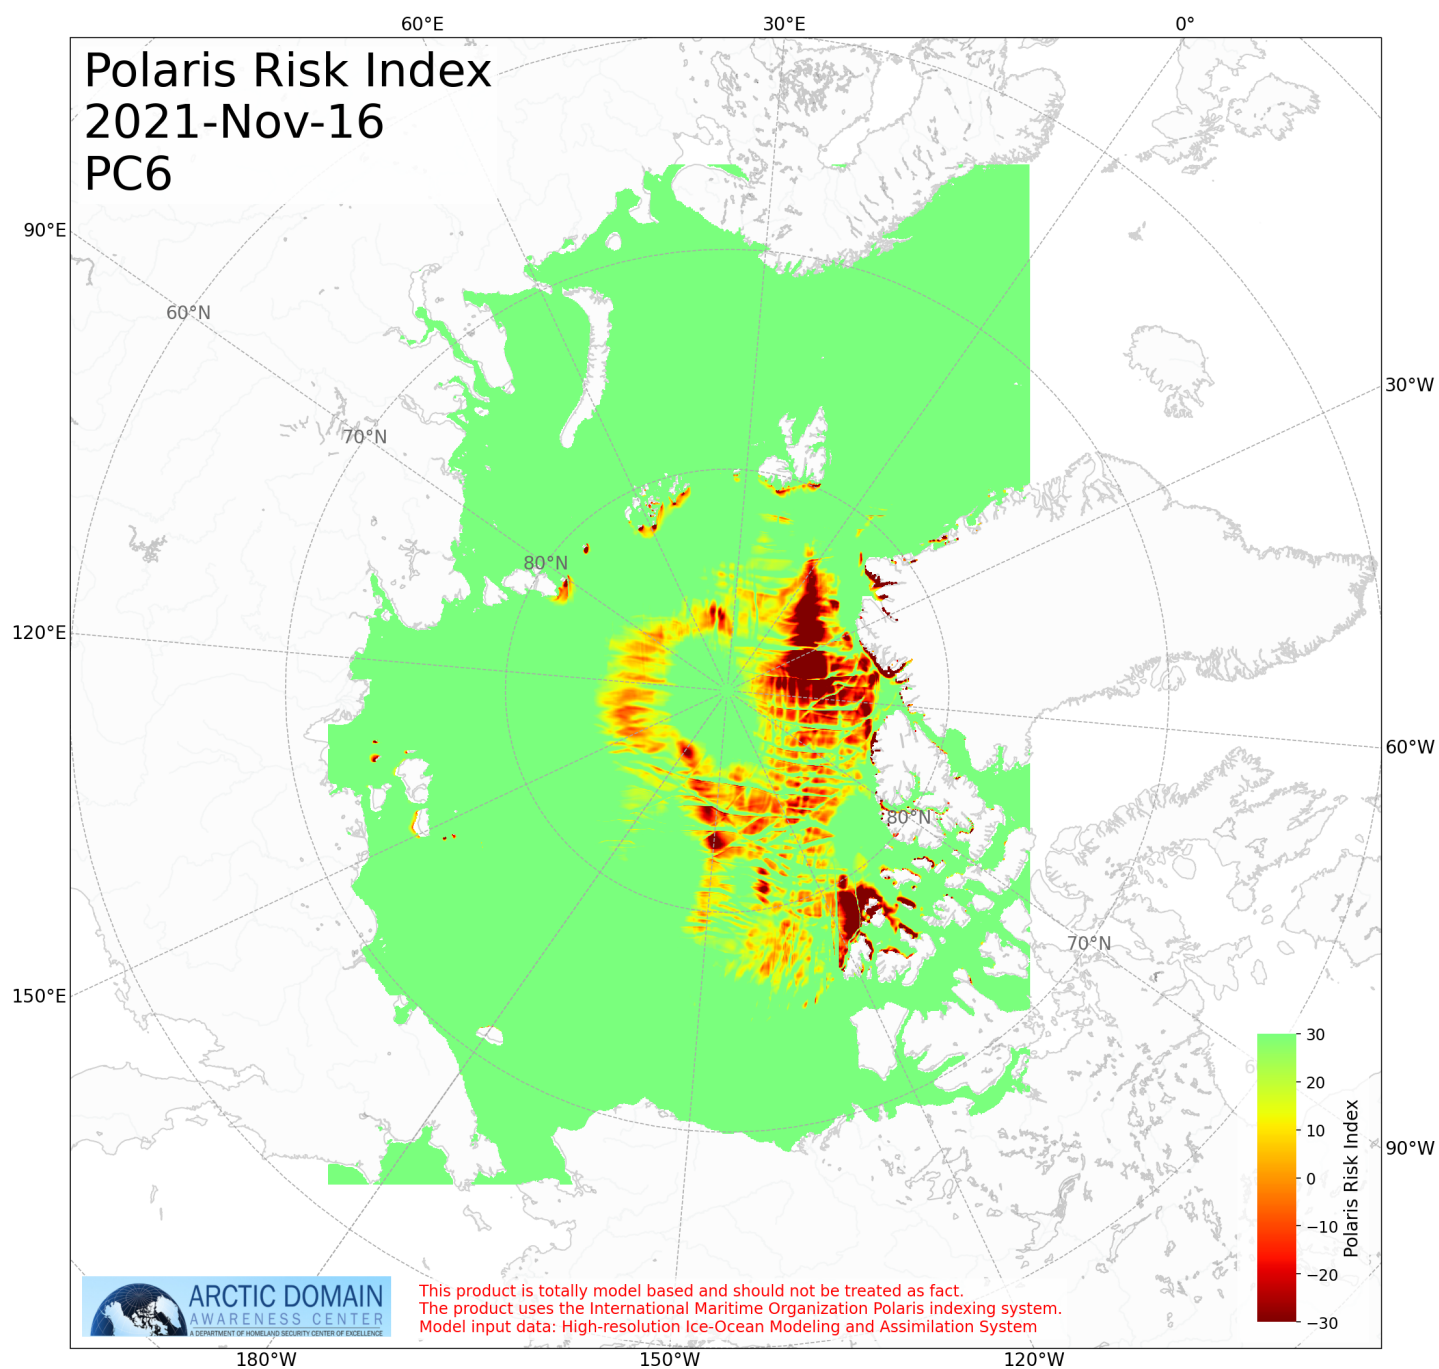 60°E 30°E 0°
Polaris Risk Index
2021-Nov-16
PC6
90°E
60°N
30°W
70°N
80°N
120°E
60°W
80°N
70°N
150°E
30
20
10
0
−10
−20
−30
Polaris Risk Index
90°W
ARCTIC DOMAIN
AWARENESS CENTER
A DEPARTMENT OF HOMELAND SECURITY CENTER OF EXCELLENCE
This product is totally model based and should not be treated as fact.
The product uses the International Maritime Organization Polaris indexing system.
Model input data: High-resolution Ice-Ocean Modeling and Assimilation System
180°W 150°W 120°W